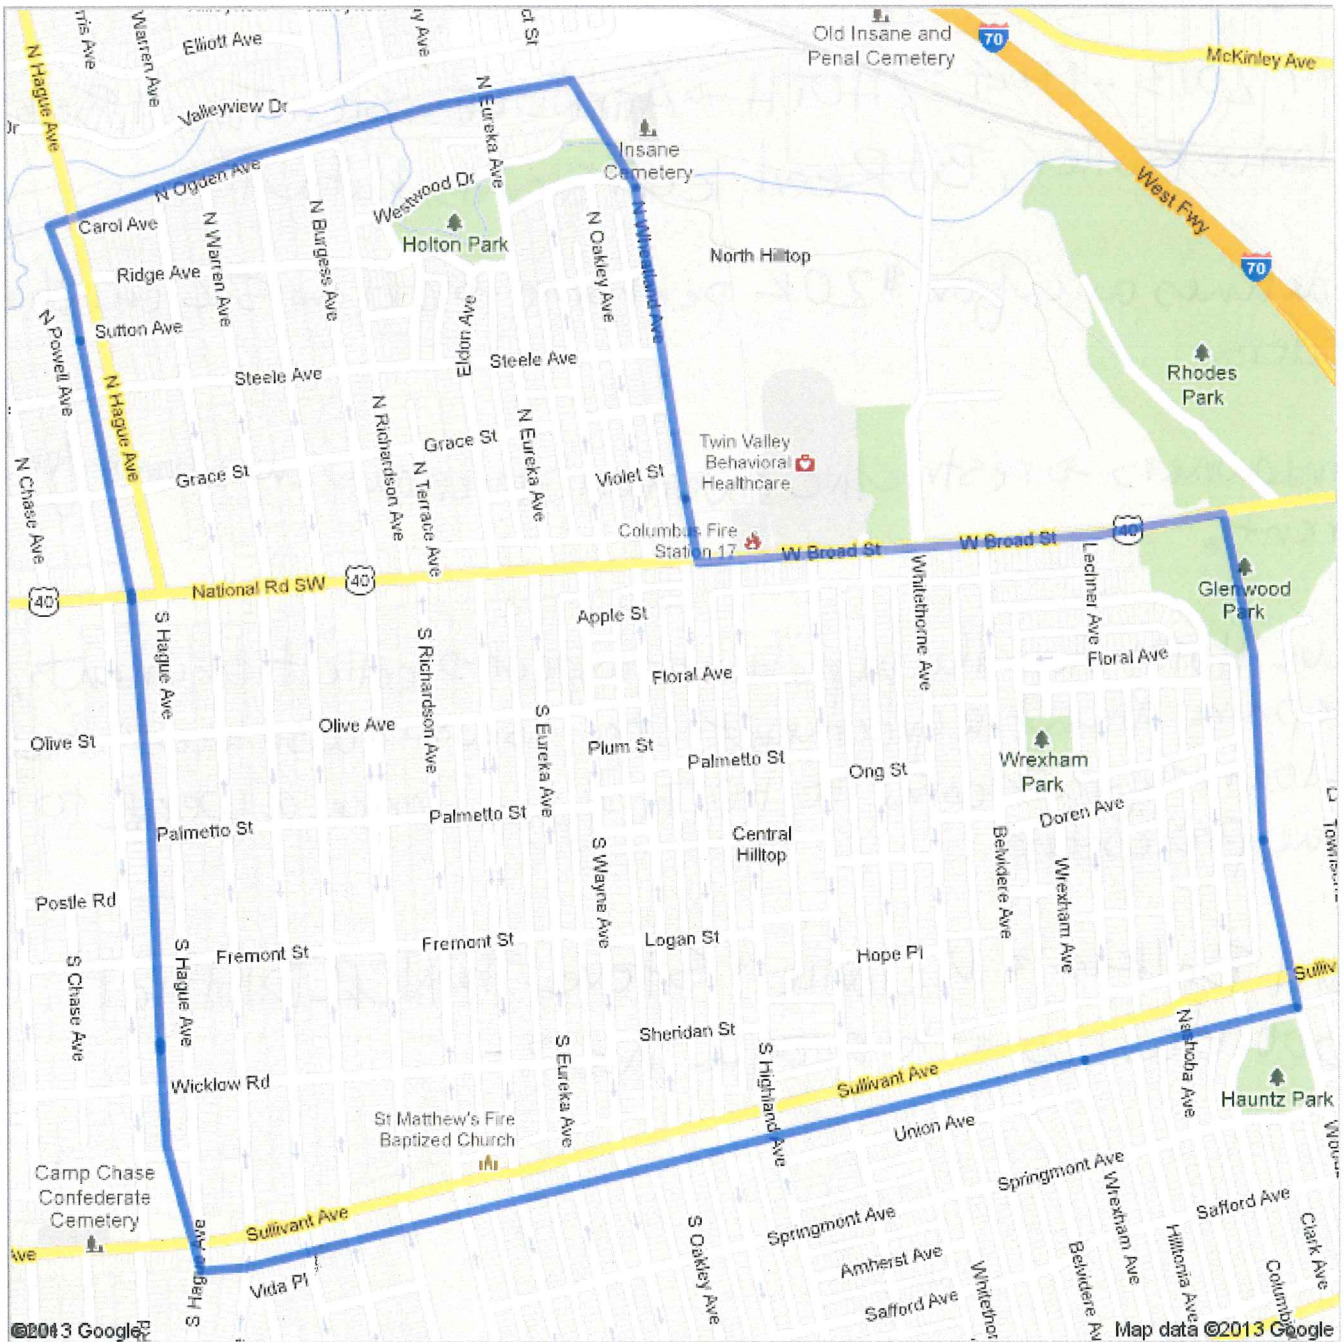 ct St
Old Insane and
Penal Cemetery
70
McKinley Ave
N Hague Ave
Warren Ave
Elliott Ave
Valleyview Dr
N Eureka Ave
Insane
Cemetery
West Fwy
70
N Ogden Ave
Westwood Dr
Carol Ave
N Warren Ave
N Burgess Ave
Holton Park
N Oakley Ave
N Wheatland Ave
North Hilltop
Ridge Ave
N Powell Ave
Sutton Ave
Eldon Ave
Steele Ave
Steele Ave
Rhodes
Park
N Hague Ave
N Richardson Ave
Grace St
N Eureka Ave
Twin Valley
Behavioral
Healthcare
N Chase Ave
Grace St
N Terrace Ave
Violet St
Columbus Fire
Station 17
W Broad St
W Broad St
40
40
National Rd SW
40
Whitethorne Ave
Lechner Ave
Glenwood
Park
S Hague Ave
Apple St
S Richardson Ave
Floral Ave
Floral Ave
Olive St
Olive Ave
S Eureka Ave
Plum St
Palmetto St
Ong St
Wrexham
Park
Palmetto St
Palmetto St
Central
Hilltop
Doren Ave
Belvidere Ave
S Wayne Ave
Wrexham Ave
Postle Rd
S Hague Ave
Fremont St
Fremont St
Logan St
Hope Pl
S Chase Ave
Sulliv
Sheridan St
Nashoba Ave
S Eureka Ave
S Highland Ave
Wicklow Rd
Sullivant Ave
Hauntz Park
St Matthew's Fire
Baptized Church
Union Ave
Camp Chase
Confederate
Cemetery
Springmont Ave
Wrexham Ave
Safford Ave
Sullivant Ave
Springmont Ave
S Oakley Ave
Hilltonia Ave
Clark Ave
Ave
S Hague Ave
Vida Pl
Amherst Ave
Whitethor
Belvidere Av
Columb
Safford Ave
©2013 Google
Map data ©2013 Google